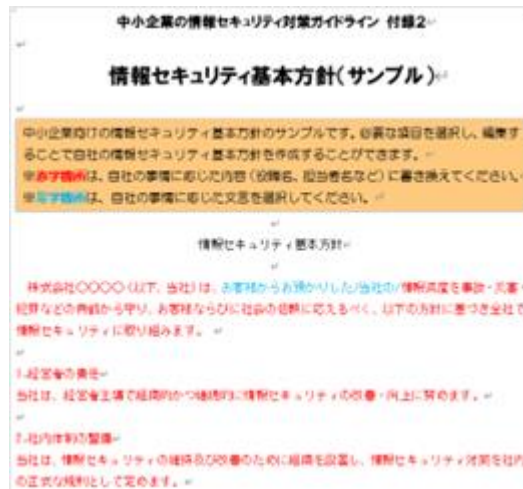 中小企業の情報セキュリティ対策ガイドライン 付録2
情報セキュリティ基本方針(サンプル)
中小企業向けの情報セキュリティ基本方針のサンプルです。必要な項目を選択し、編集す
ることで自社の情報セキュリティ基本方針を作成することができます。
※赤字箇所は、自社の事情に応じた内容(役職名、担当者名など)に書き換えてください。
※青字箇所は、自社の事情に応じた文言を選択してください。
情報セキュリティ基本方針
株式会社〇〇〇〇(以下、当社)は、お客様からお預かりした/当社の/情報資産を事故・災害・
犯罪などの脅威から守り、お客様ならびに社会の信頼に応えるべく、以下の方針に基づき全社で
情報セキュリティに取り組みます。
1.経営者の責任
当社は、経営者主導で組織的かつ継続的に情報セキュリティの改善・向上に努めます。
2.社内体制の整備
当社は、情報セキュリティの維持及び改善のために組織を設置し、情報セキュリティ対策を社内
の正式な規則として定めます。